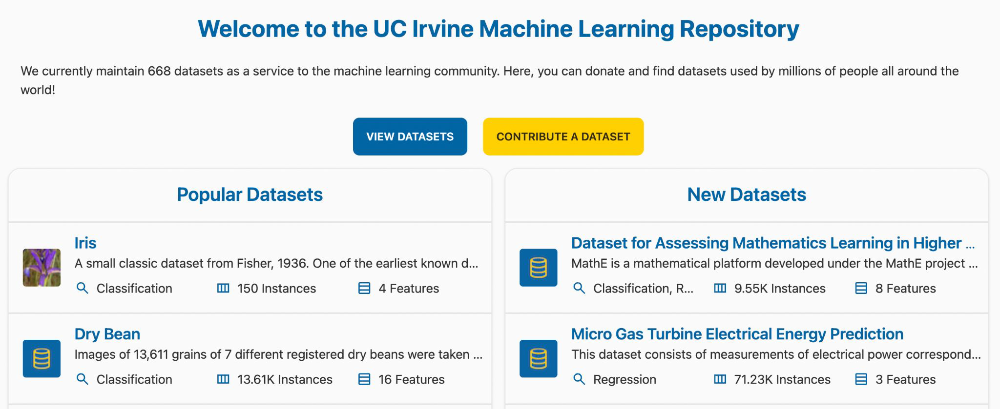 Welcome to the UC Irvine Machine Learning Repository
We currently maintain 668 datasets as a service to the machine learning community. Here, you can donate and find datasets used by millions of people all around the
world!
VIEW DATASETS
CONTRIBUTE A DATASET
Popular Datasets
Iris
A small classic dataset from Fisher, 1936. One of the earliest known d...
Classification
150 Instances
4 Features
Dry Bean
Images of 13,611 grains of 7 different registered dry beans were taken ...
Classification
13.61K Instances
16 Features
New Datasets
Dataset for Assessing Mathematics Learning in Higher ...
MathE is a mathematical platform developed under the MathE project ...
Classification, R...
9.55K Instances
8 Features
Micro Gas Turbine Electrical Energy Prediction
This dataset consists of measurements of electrical power correspond...
Regression
71.23K Instances
3 Features